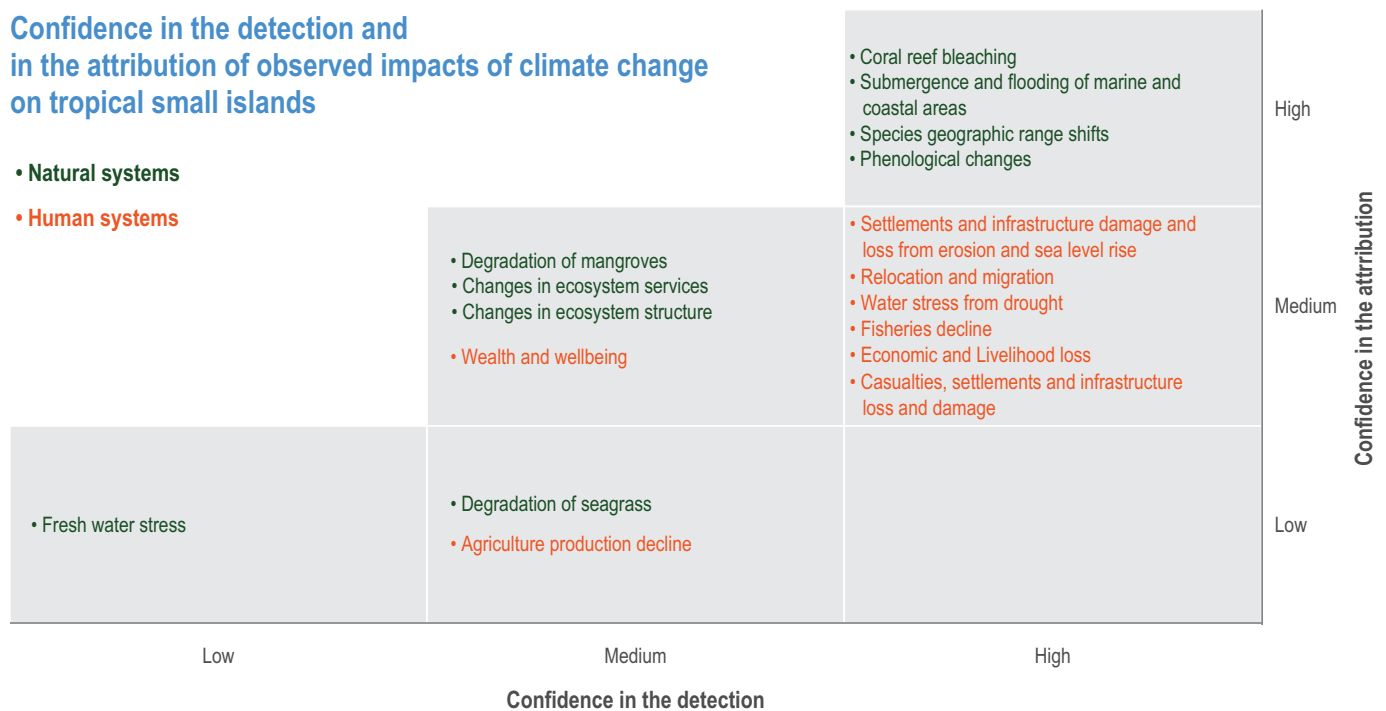 Confidence in the detection and
in the attribution of observed impacts of climate change
on tropical small islands
• Natural systems
• Human systems
• Coral reef bleaching
• Submergence and flooding of marine and
coastal areas
• Species geographic range shifts
• Phenological changes
High
• Degradation of mangroves
• Changes in ecosystem services
• Changes in ecosystem structure
• Wealth and wellbeing
• Settlements and infrastructure damage and
loss from erosion and sea level rise
• Relocation and migration
• Water stress from drought
• Fisheries decline
• Economic and Livelihood loss
• Casualties, settlements and infrastructure
loss and damage
Medium
• Fresh water stress
• Degradation of seagrass
• Agriculture production decline
Low
Confidence in the attrribution
Low
Medium
High
Confidence in the detection